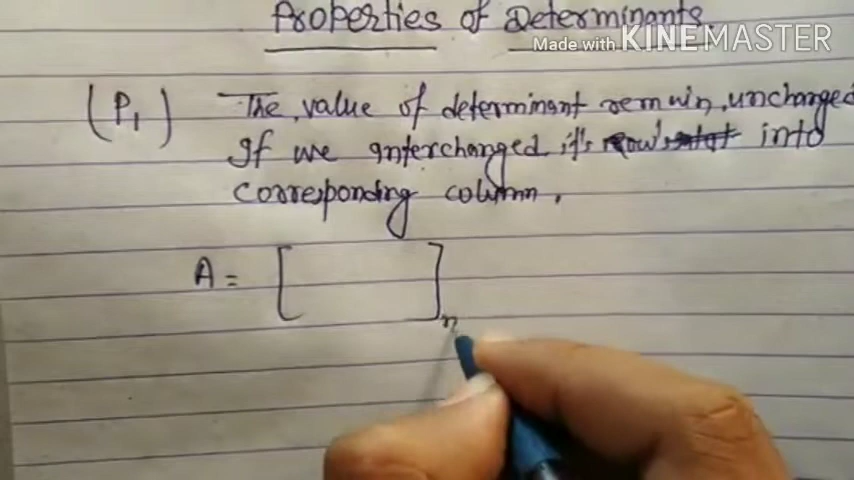 Properties of Determinants.
Made with KINEMASTER
(P1) The value of determinant remain unchanged
If we interchanged it's row's into
corresponding column.
A = [ ]n